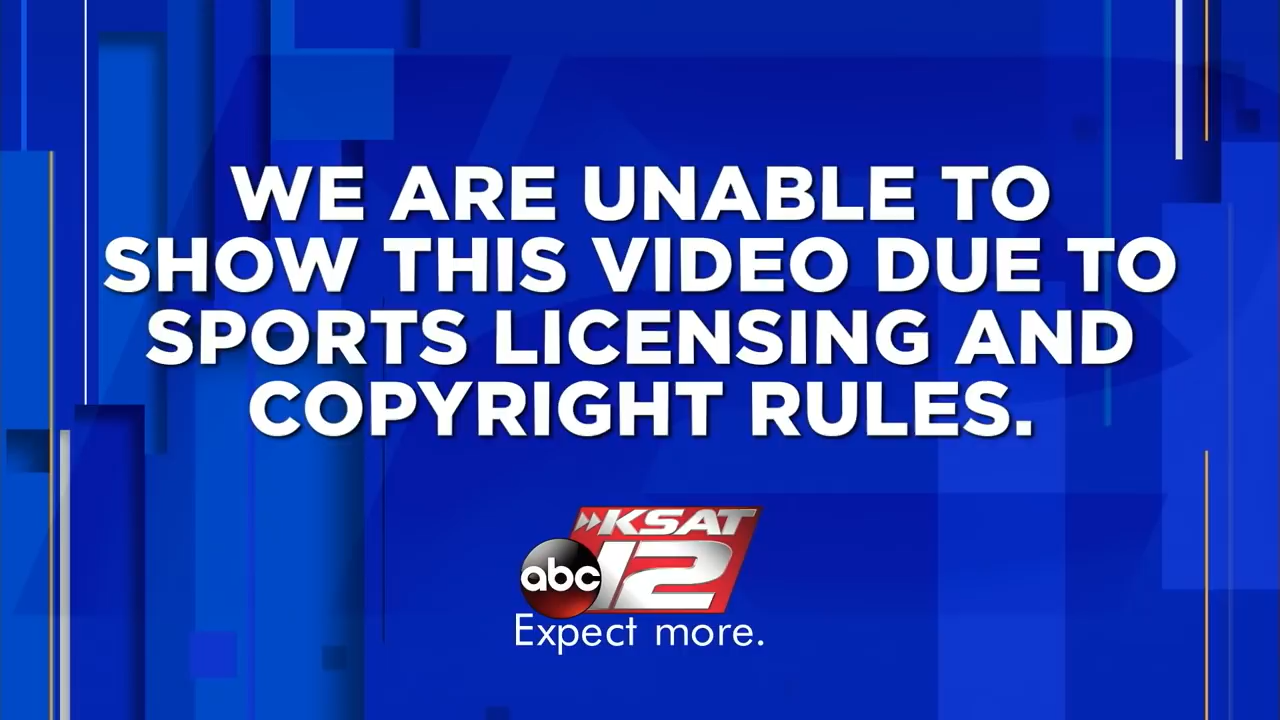 WE ARE UNABLE TO
SHOW THIS VIDEO DUE TO
SPORTS LICENSING AND
COPYRIGHT RULES.
KSAT
abc 12
Expect more.